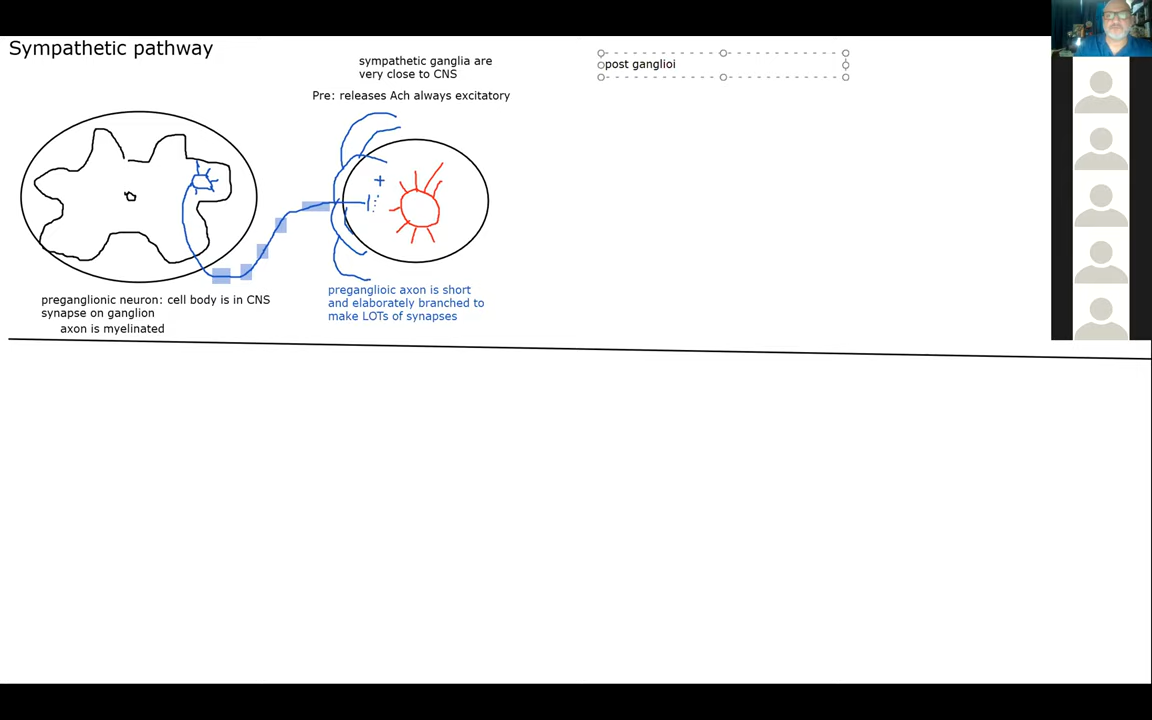 Sympathetic pathway
sympathetic ganglia are
very close to CNS
Pre: releases Ach always excitatory
post ganglioi
+
preganglionic neuron: cell body is in CNS
synapse on ganglion
axon is myelinated
preganglioic axon is short
and elaborately branched to
make LOTs of synapses